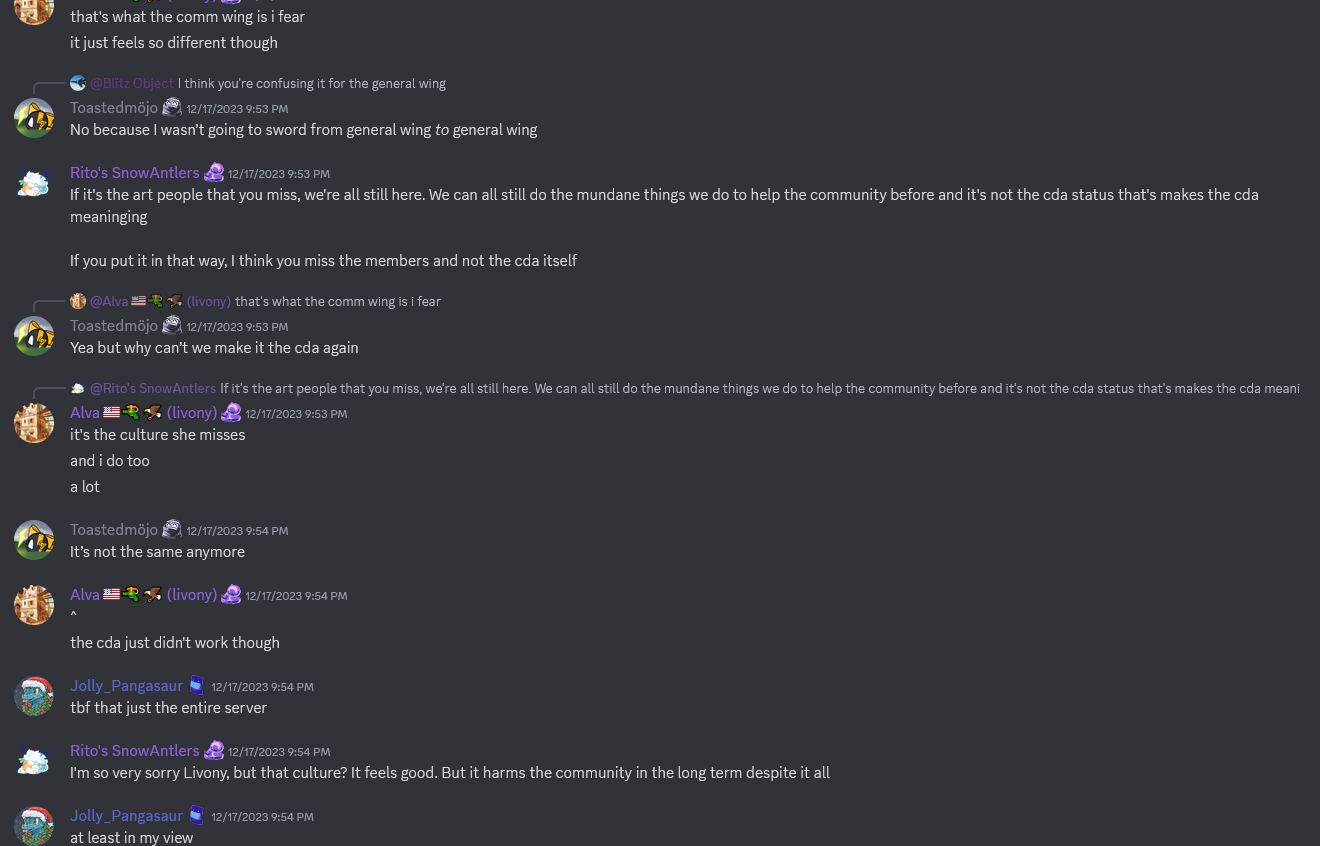 that's what the comm wing is i fear
it just feels so different though
@Blitz Object I think you're confusing it for the general wing
Toastedmöjo 12/17/2023 9:53 PM
No because I wasn't going to sword from general wing to general wing
Rito's SnowAntlers 12/17/2023 9:53 PM
If it's the art people that you miss, we're all still here. We can all still do the mundane things we do to help the community before and it's not the cda status that's makes the cda
meaninging
If you put it in that way, I think you miss the members and not the cda itself
@Alva (livony) that's what the comm wing is i fear
Toastedmöjo 12/17/2023 9:53 PM
Yea but why can't we make it the cda again
@Rito's SnowAntlers If it's the art people that you miss, we're all still here. We can all still do the mundane things we do to help the community before and it's not the cda status that's makes the cda meani
Alva (livony) 12/17/2023 9:53 PM
it's the culture she misses
and i do too
a lot
Toastedmöjo 12/17/2023 9:54 PM
It's not the same anymore
Alva (livony) 12/17/2023 9:54 PM
^
the cda just didn't work though
Jolly_Pangasaur 12/17/2023 9:54 PM
tbf that just the entire server
Rito's SnowAntlers 12/17/2023 9:54 PM
I'm so very sorry Livony, but that culture? It feels good. But it harms the community in the long term despite it all
Jolly_Pangasaur 12/17/2023 9:54 PM
at least in my view